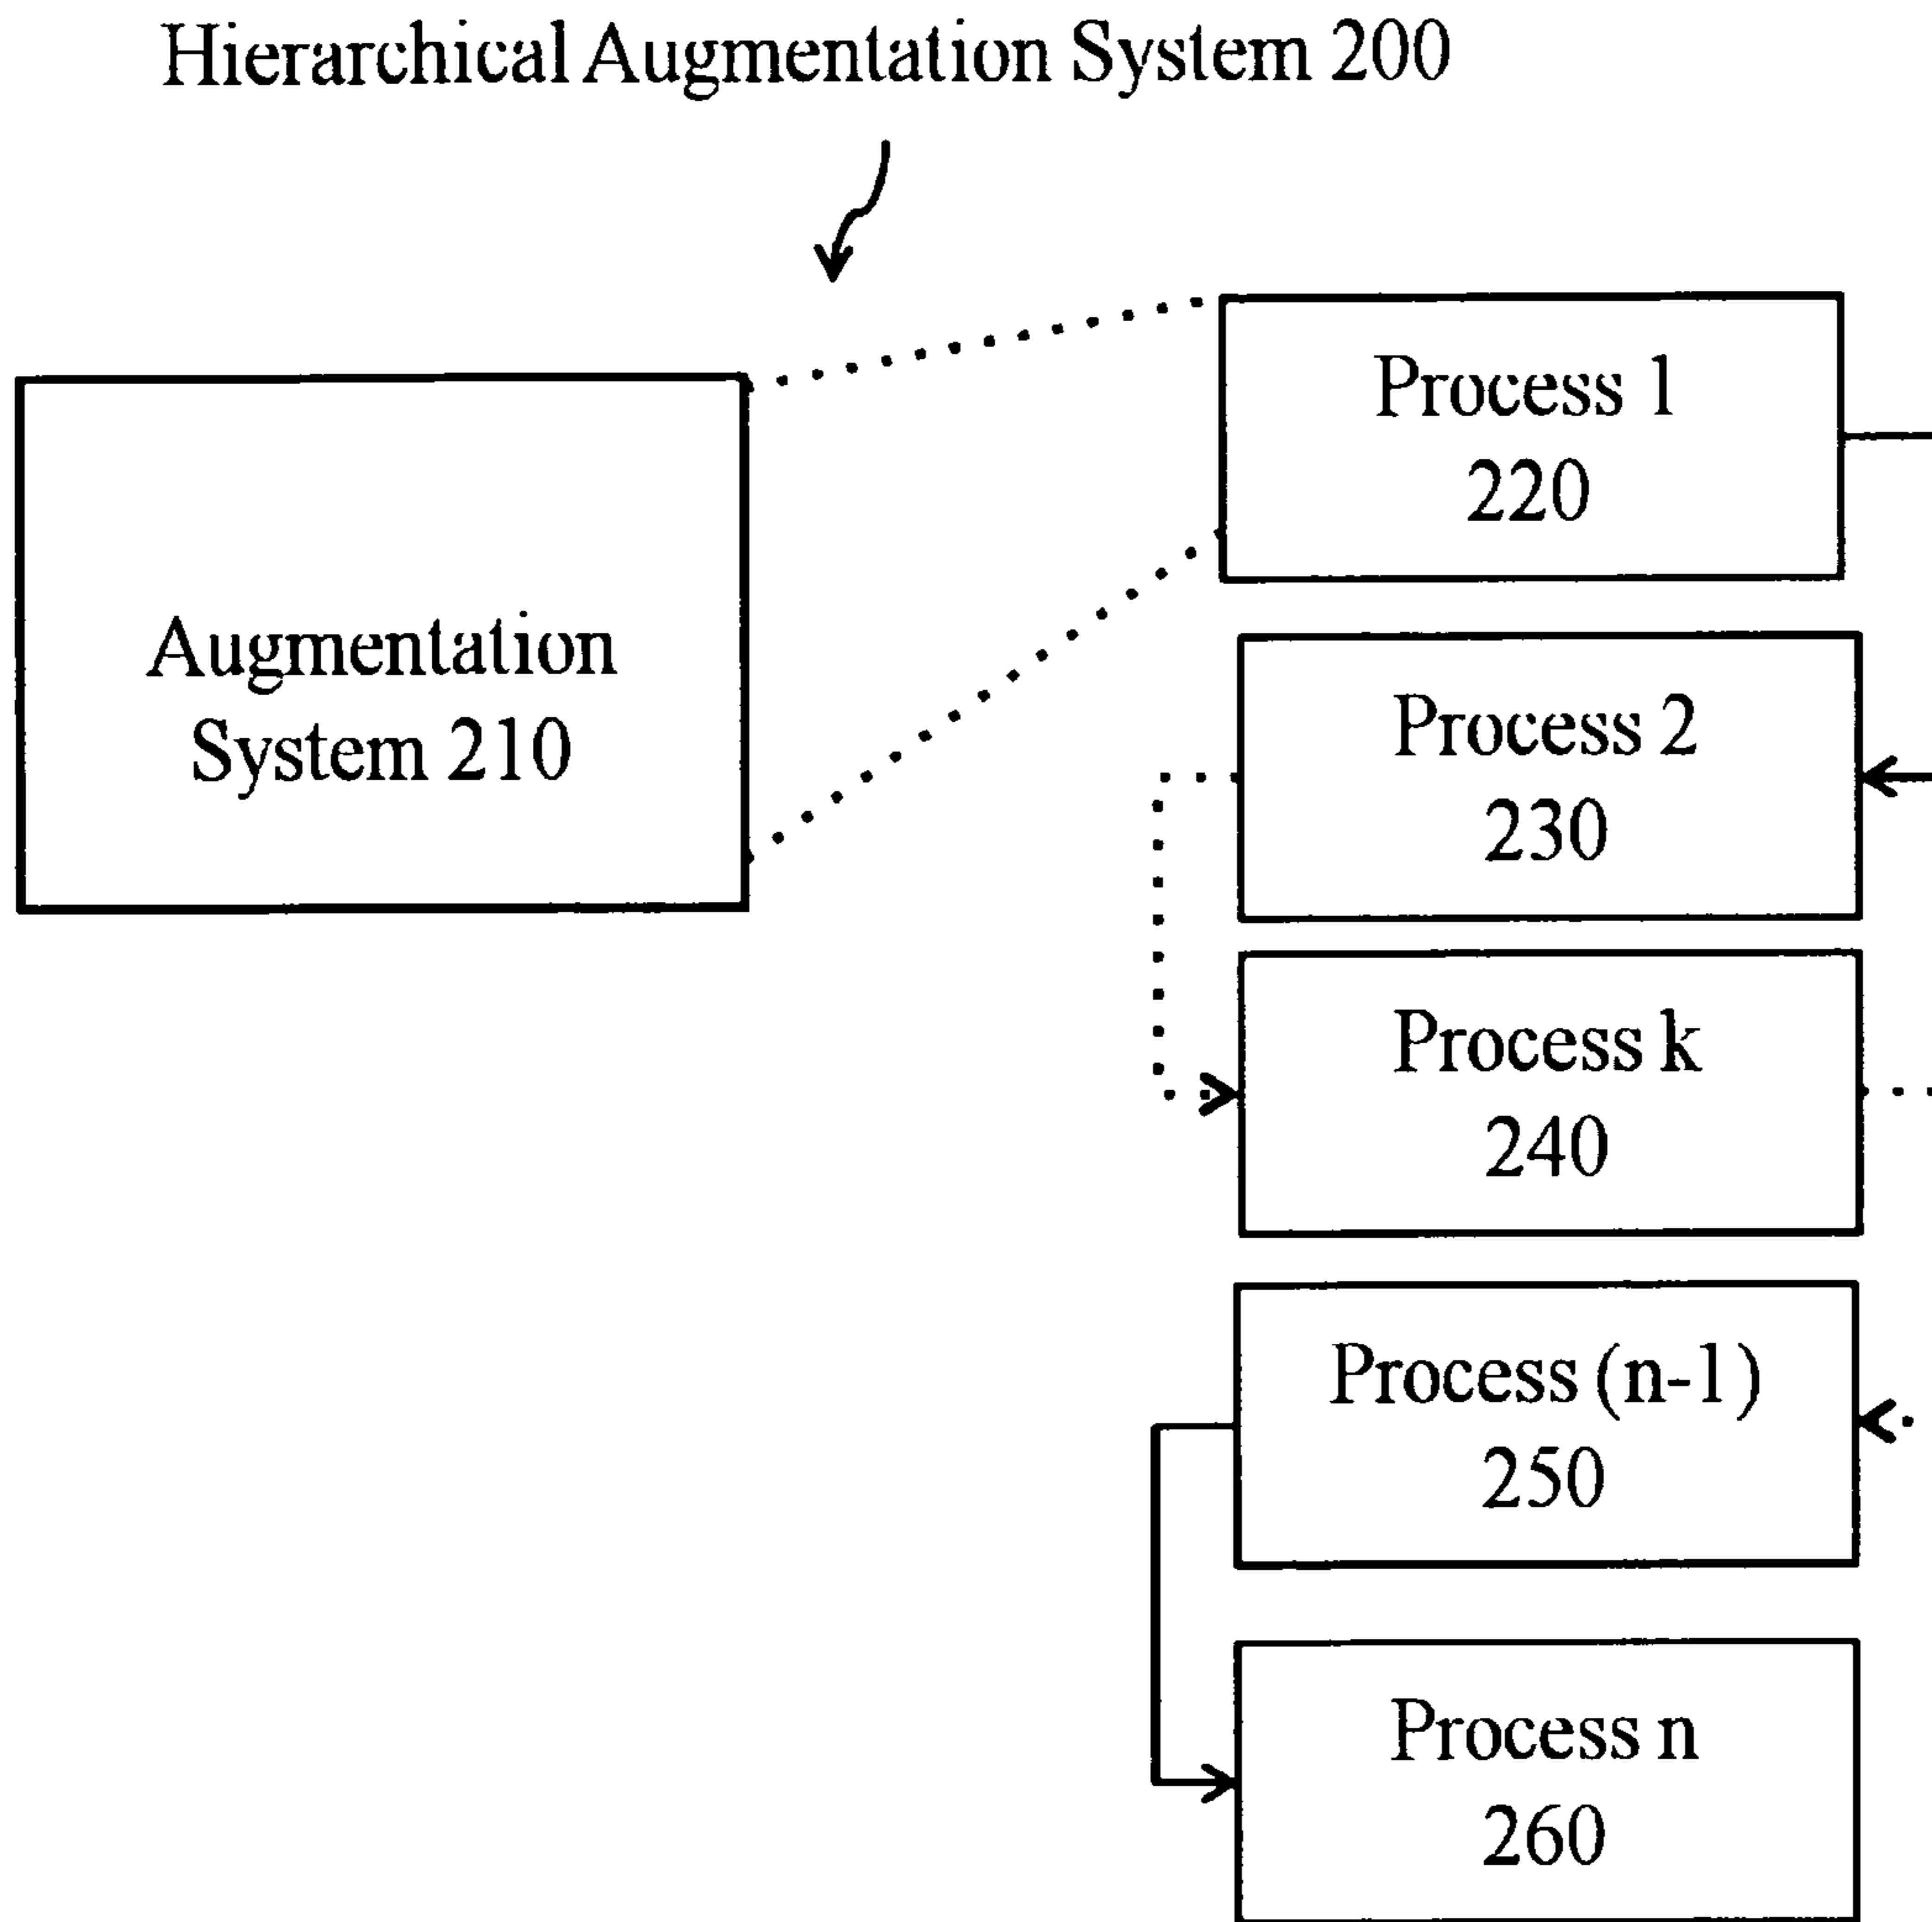 Hierarchical Augmentation System 200
Augmentation
System 210
Process 1
220
Process 2
230
Process k
240
Process (n-1)
250
Process n
260